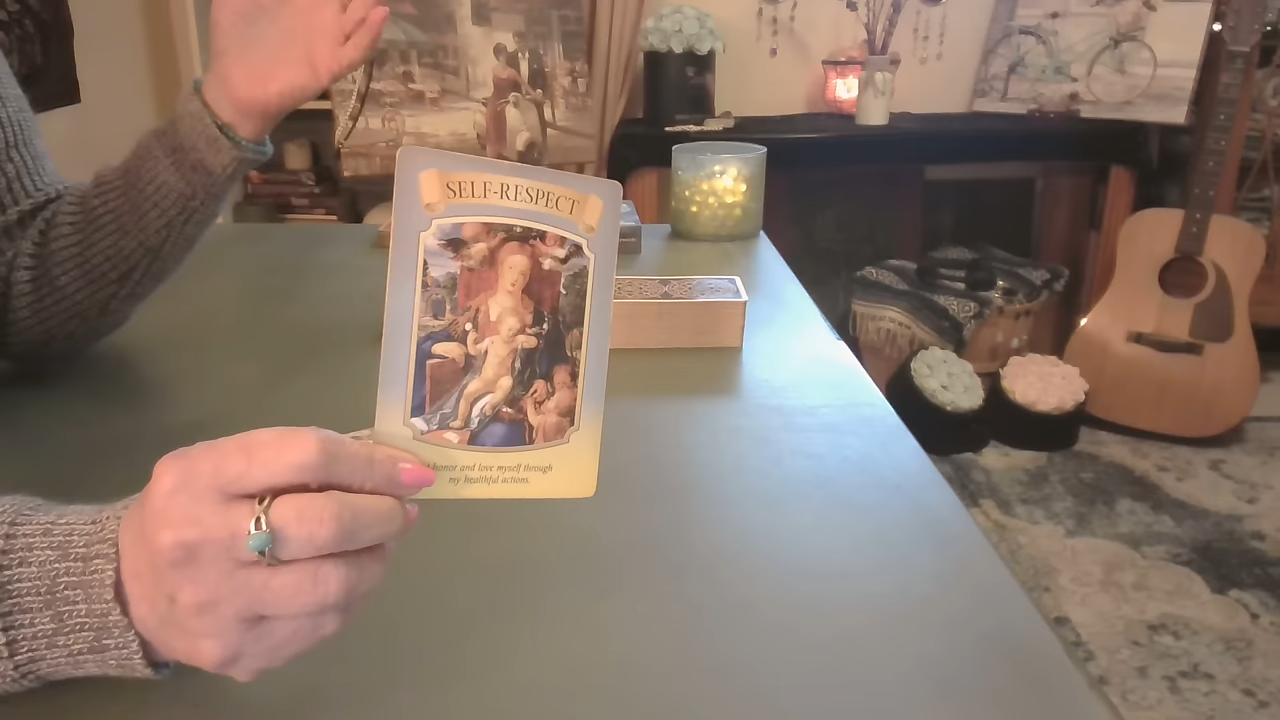 SELF-RESPECT
I honor and love myself through
my healthful actions.